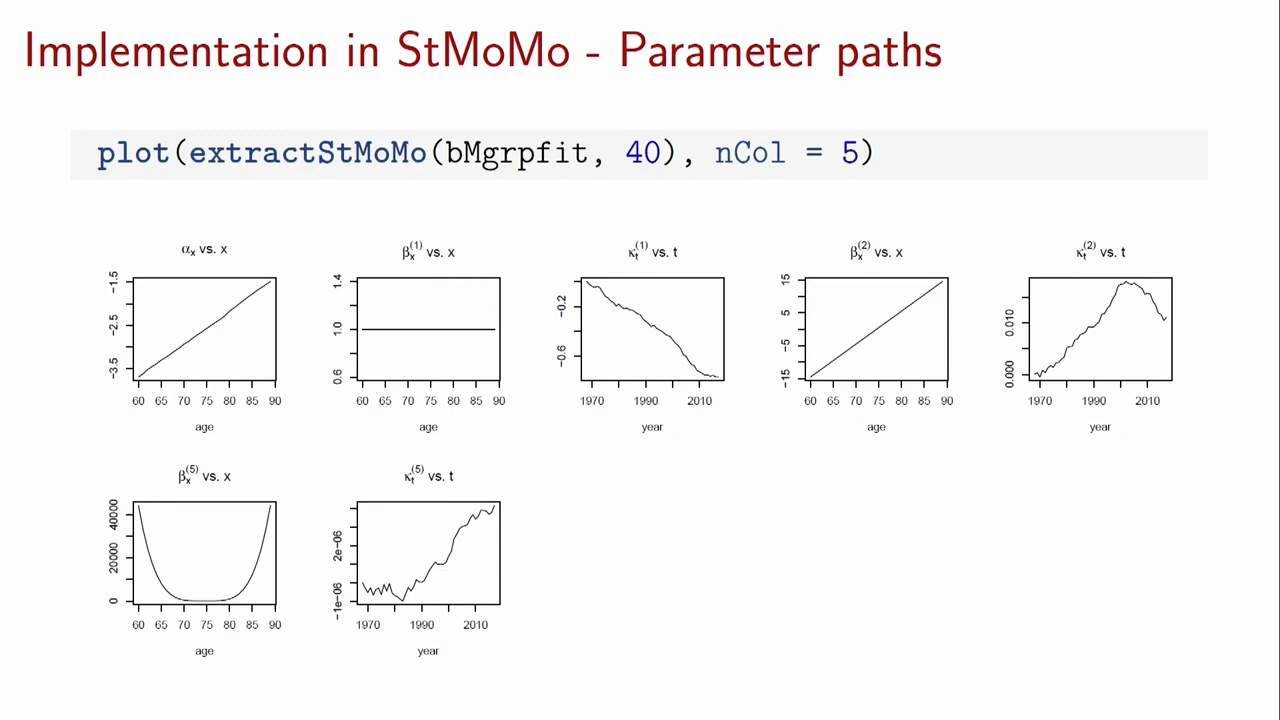 Implementation in StMoMo - Parameter paths
plot(extractStMoMo(bMgrpfit, 40), nCol = 5)
αx vs. x
βx(1) vs. x
κt(1) vs. t
βx(2) vs. x
κt(2) vs. t
-1.5
-2.5
-3.5
60 65 70 75 80 85 90
age
1.4
1.0
0.6
60 65 70 75 80 85 90
age
-0.2
-0.6
1970 1990 2010
year
15
5
-5
-15
60 65 70 75 80 85 90
age
0.010
0.000
1970 1990 2010
year
βx(5) vs. x
κt(5) vs. t
40000
20000
0
60 65 70 75 80 85 90
age
2e-06
-1e-06
1970 1990 2010
year